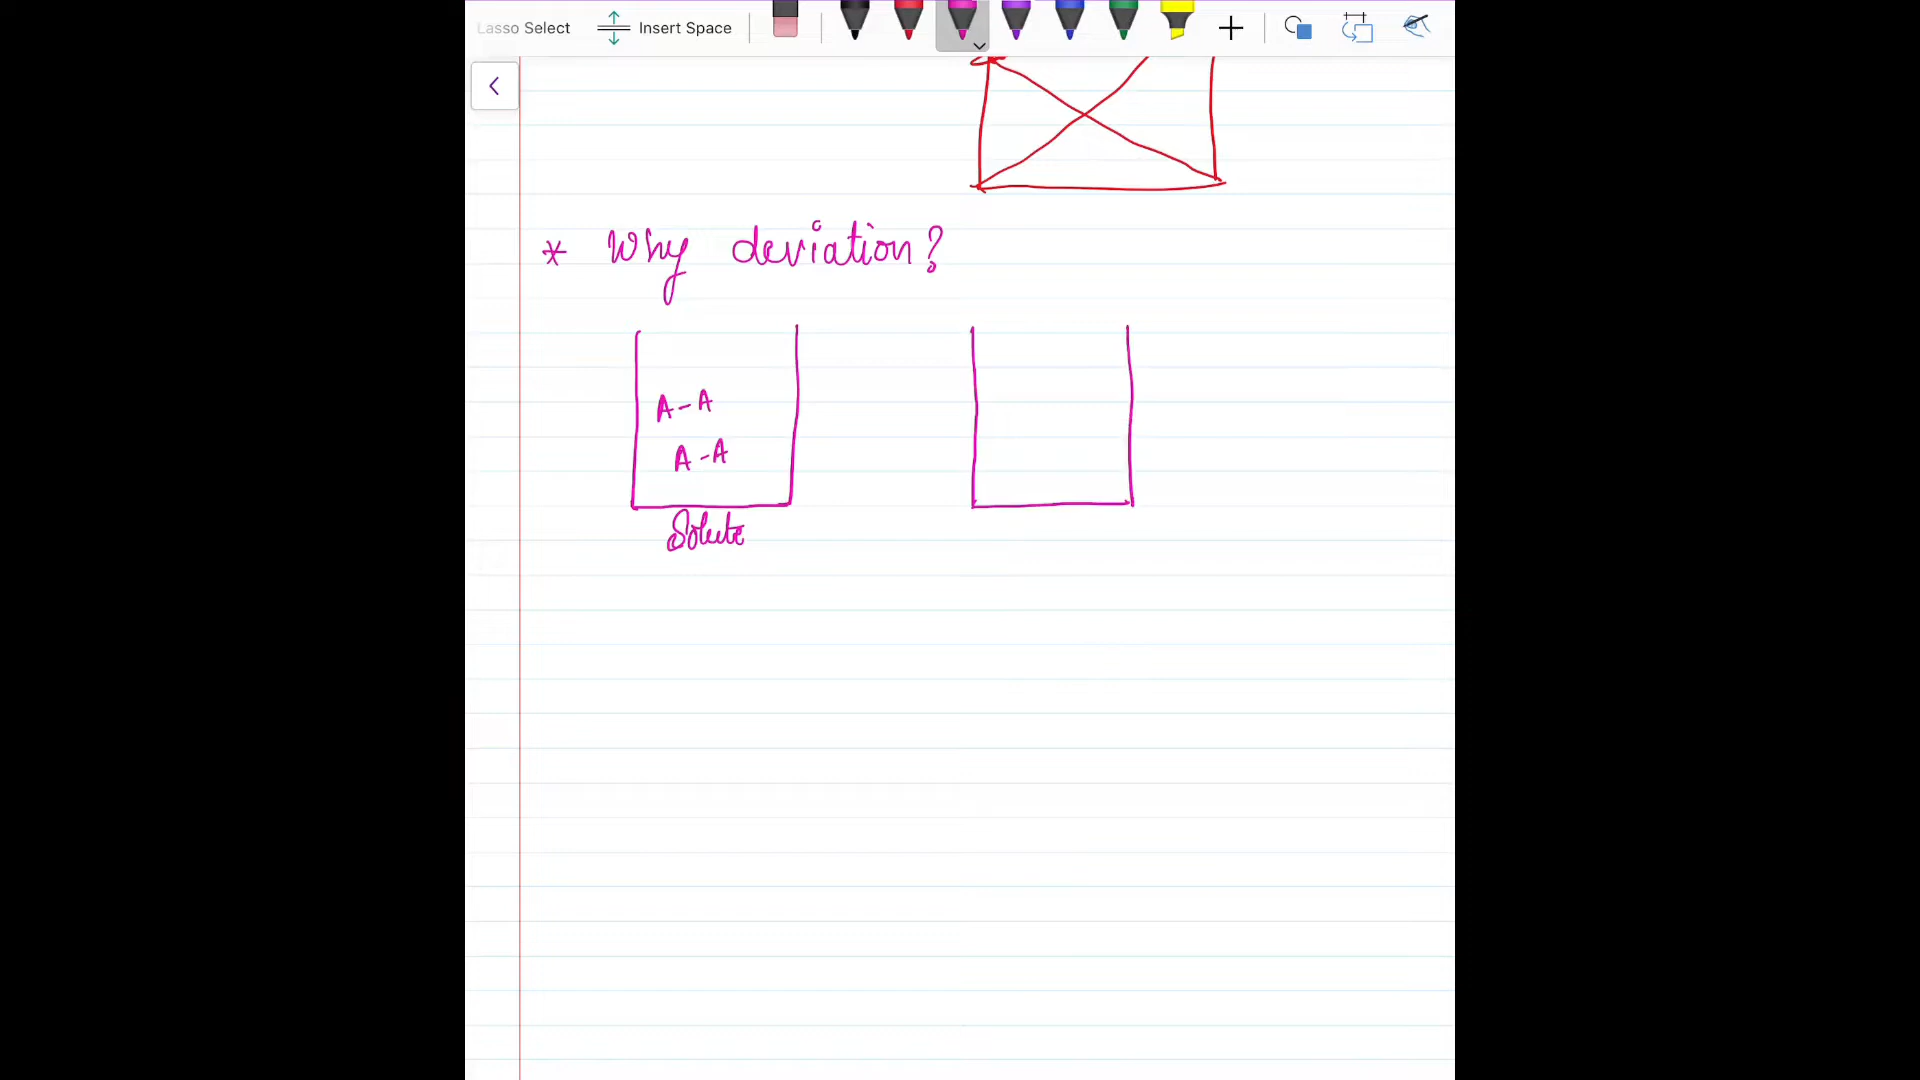 Lasso Select Insert Space
* Why deviation?
A-A
A-A
Solute